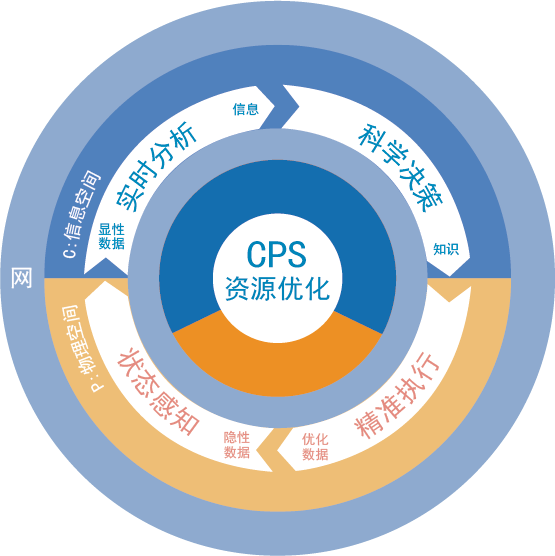 信息
实时分析
科学决策
显性
数据
知识
C:信息空间
CPS
资源优化
网
P:物理空间
状态感知
精准执行
隐性
数据
优化
数据